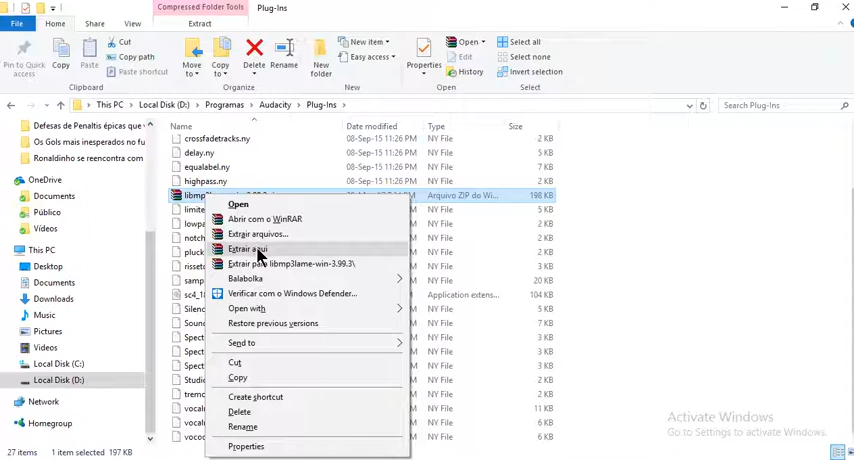 Compressed Folder Tools
Plug-Ins
File
Home
Share
View
Extract
Pin to Quick access
Copy
Paste
Cut
Copy path
Paste shortcut
Clipboard
Move to
Copy to
Delete
Rename
Organize
New folder
New item
Easy access
New
Properties
Open
Edit
History
Open
Select all
Select none
Invert selection
Select
This PC > Local Disk (D:) > Programas > Audacity > Plug-Ins >
Search Plug-Ins
Defesas de Penaltis épicas que v
Os Gols mais inesperados no fu
Ronaldinho se reencontra com
OneDrive
Documents
Público
Vídeos
This PC
Desktop
Documents
Downloads
Music
Pictures
Videos
Local Disk (C:)
Local Disk (D:)
Network
Homegroup
Name
Date modified
Type
Size
crossfadetracks.ny 08-Sep-15 11:26 PM NY File 2 KB
delay.ny 08-Sep-15 11:26 PM NY File 5 KB
equalabel.ny 08-Sep-15 11:26 PM NY File 7 KB
highpass.ny 08-Sep-15 11:26 PM NY File 2 KB
Arquivo ZIP do Wi... 198 KB
limite M NY File 5 KB
lowpa M NY File 2 KB
notch M NY File 2 KB
pluck M NY File
risset M NY File 3 KB
samp M NY File 20 KB
sc4_18 M Application extens... 104 KB
Silenc M NY File 5 KB
Soun M NY File 7 KB
Spect M NY File 3 KB
Spect M NY File 3 KB
Spect M NY File 3 KB
Studi M NY File 2 KB
tremo M NY File 2 KB
vocal M NY File 11 KB
vocal M NY File 6 KB
voco M NY File 6 KB
Open
Abrir com o WinRAR
Extrair arquivos...
Extrair aqui
Extrair para libmp3lame-win-3.99.3\
Balabolka
Verificar com o Windows Defender...
Open with
Restore previous versions
Send to
Cut
Copy
Create shortcut
Delete
Rename
Properties
Activate Windows
Go to Settings to activate Windows.
27 items 1 item selected 197 KB